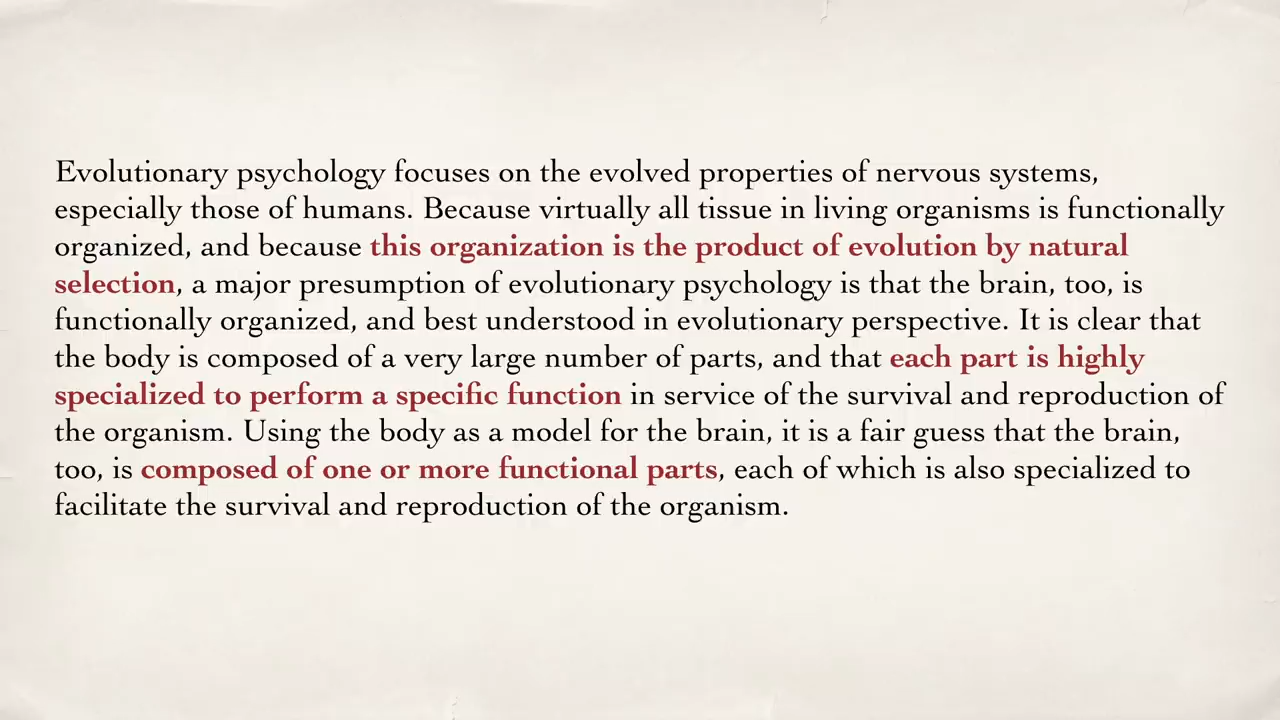 Evolutionary psychology focuses on the evolved properties of nervous systems,
especially those of humans. Because virtually all tissue in living organisms is functionally
organized, and because this organization is the product of evolution by natural
selection, a major presumption of evolutionary psychology is that the brain, too, is
functionally organized, and best understood in evolutionary perspective. It is clear that
the body is composed of a very large number of parts, and that each part is highly
specialized to perform a specific function in service of the survival and reproduction of
the organism. Using the body as a model for the brain, it is a fair guess that the brain,
too, is composed of one or more functional parts, each of which is also specialized to
facilitate the survival and reproduction of the organism.